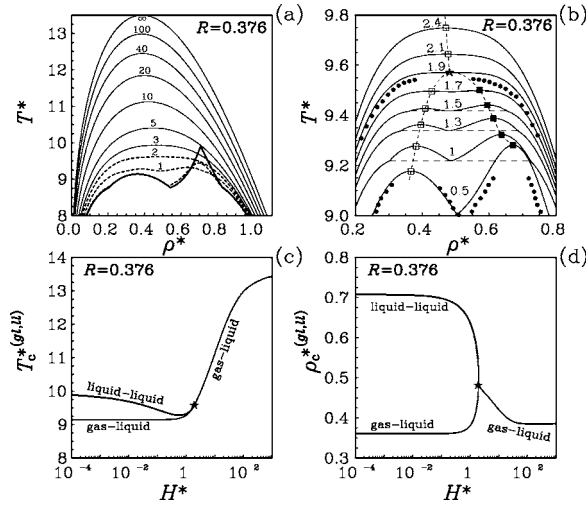 (a)
R=0.376
13
12
11
10
9
8
T*
∞
100
40
20
10
5
3
2
1
0.0 0.2 0.4 0.6 0.8 1.0
ρ*
(b)
R=0.376
9.8
9.6
9.4
9.2
9.0
T*
2.4
2.1
1.9
1.7
1.5
1.3
1
0.5
0.2 0.4 0.6 0.8
ρ*
(c)
R=0.376
14
13
12
11
10
9
8
T_c^{*(gl,ll)}
liquid-liquid
gas-liquid
gas-liquid
10⁻⁴ 10⁻² 1 10²
H*
(d)
R=0.376
0.8
0.7
0.6
0.5
0.4
0.3
ρ_c^{*(gl,ll)}
liquid-liquid
gas-liquid
gas-liquid
10⁻⁴ 10⁻² 1 10²
H*